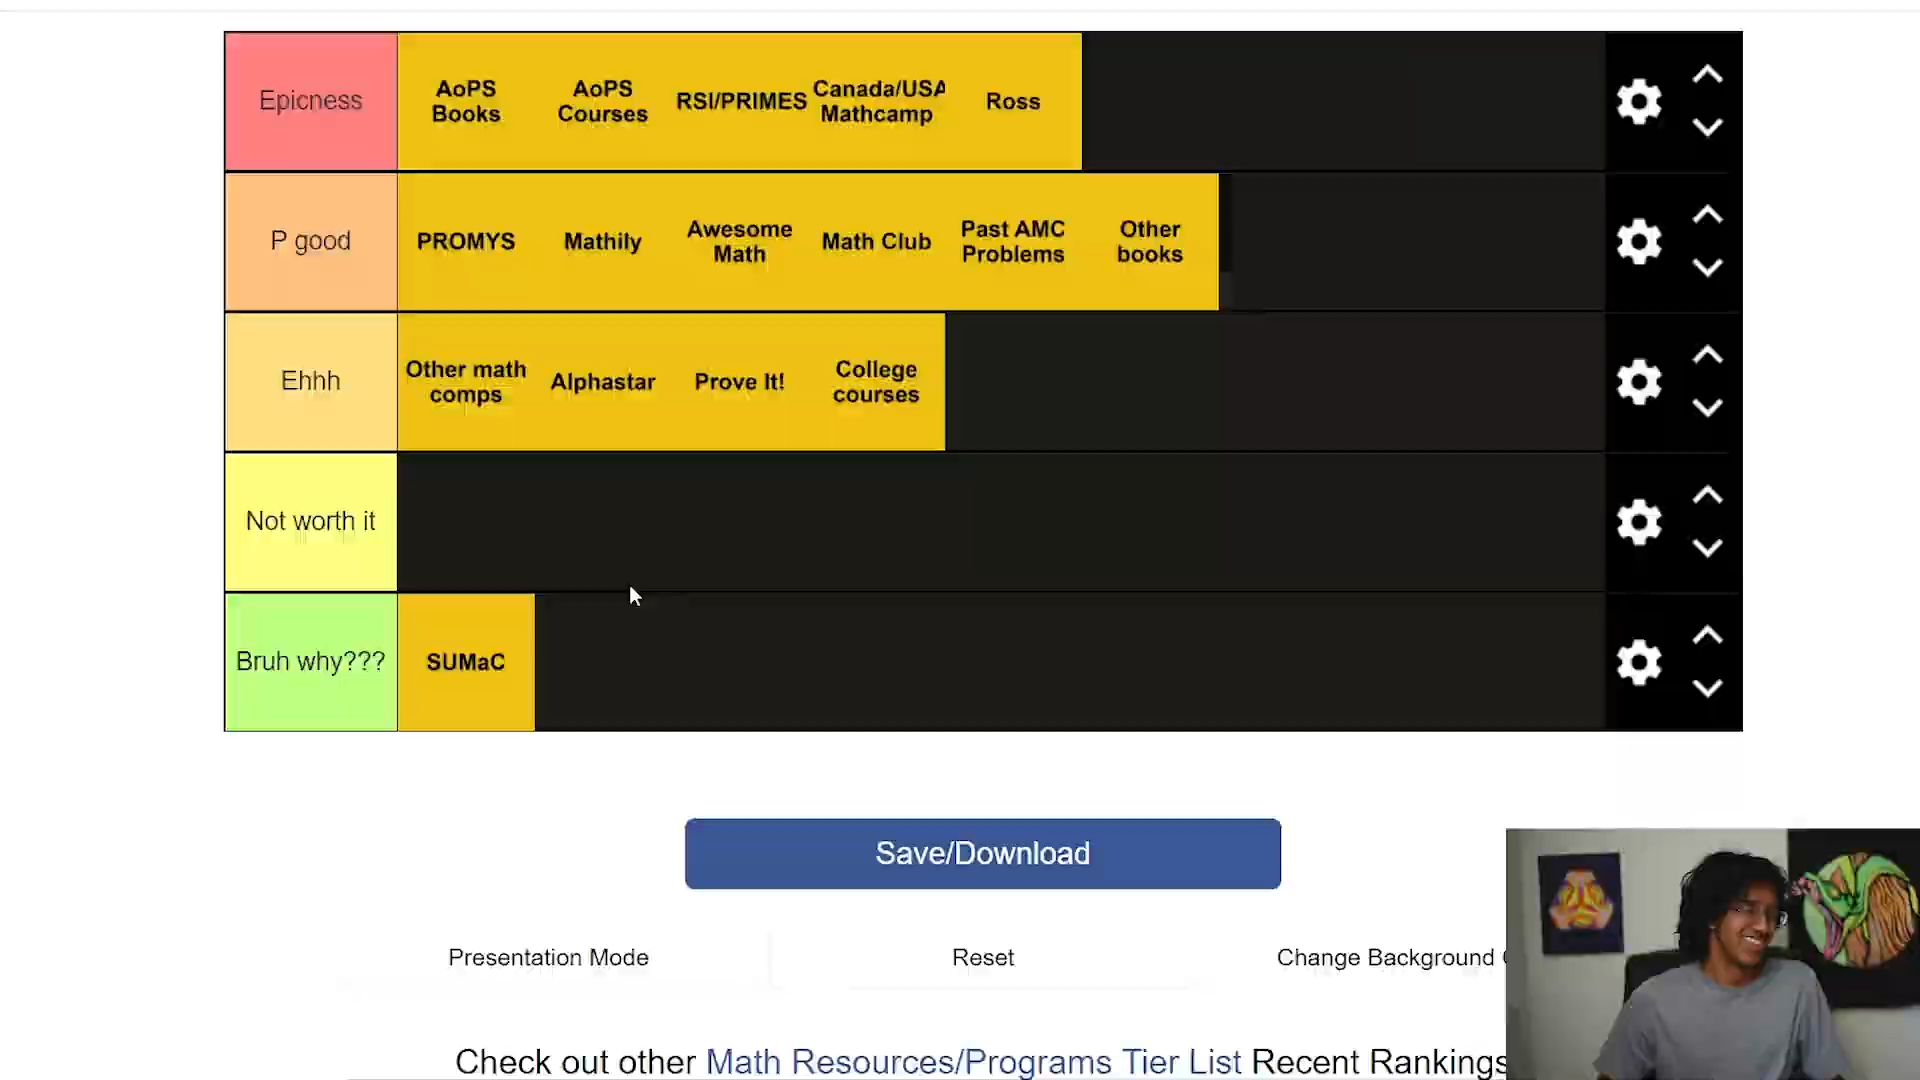 Epicness
AoPS
Books
AoPS
Courses
RSI/PRIMES
Canada/USA
Mathcamp
Ross
P good
PROMYS
Mathily
Awesome
Math
Math Club
Past AMC
Problems
Other
books
Ehhh
Other math
comps
Alphastar
Prove It!
College
courses
Not worth it
Bruh why???
SUMaC
Save/Download
Presentation Mode
Reset
Change Background
Check out other Math Resources/Programs Tier List Recent Rankings